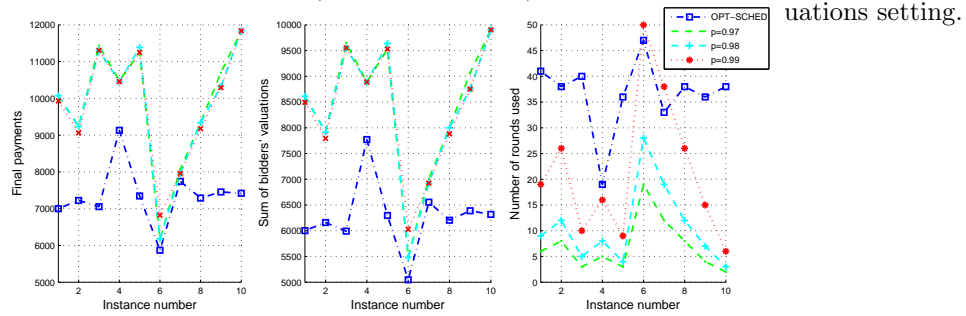 uations setting.
Final payments
12000
11000
10000
9000
8000
7000
6000
5000
2 4 6 8 10
Instance number
Sum of bidders' valuations
10000
9500
9000
8500
8000
7500
7000
6500
6000
5500
5000
2 4 6 8 10
Instance number
Number of rounds used
50
45
40
35
30
25
20
15
10
5
0
2 4 6 8 10
Instance number
OPT-SCHED
p=0.97
p=0.98
p=0.99